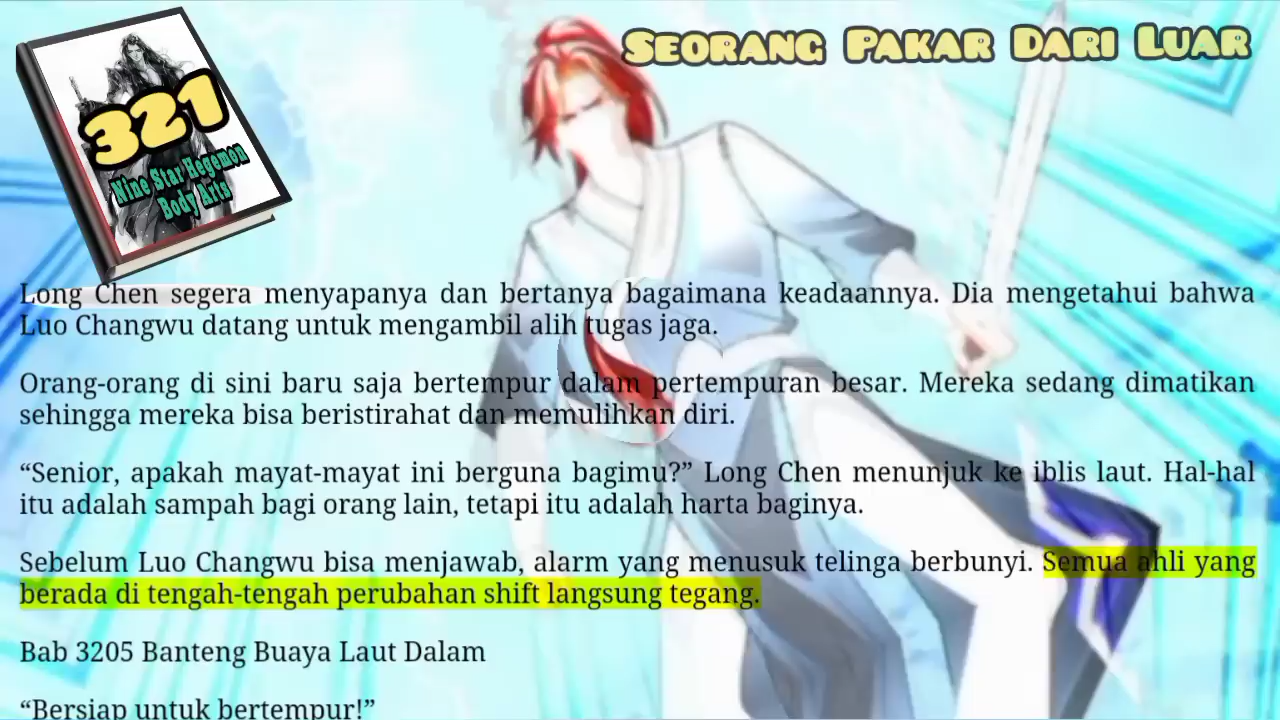 Seorang Pakar Dari Luar
321
Nine Star Hegemon
Body Arts
Long Chen segera menyapanya dan bertanya bagaimana keadaannya. Dia mengetahui bahwa
Luo Changwu datang untuk mengambil alih tugas jaga.
Orang-orang di sini baru saja bertempur dalam pertempuran besar. Mereka sedang dimatikan
sehingga mereka bisa beristirahat dan memulihkan diri.
“Senior, apakah mayat-mayat ini berguna bagimu?” Long Chen menunjuk ke iblis laut. Hal-hal
itu adalah sampah bagi orang lain, tetapi itu adalah harta baginya.
Sebelum Luo Changwu bisa menjawab, alarm yang menusuk telinga berbunyi. Semua ahli yang
berada di tengah-tengah perubahan shift langsung tegang.
Bab 3205 Banteng Buaya Laut Dalam
“Bersiap untuk bertempur!”